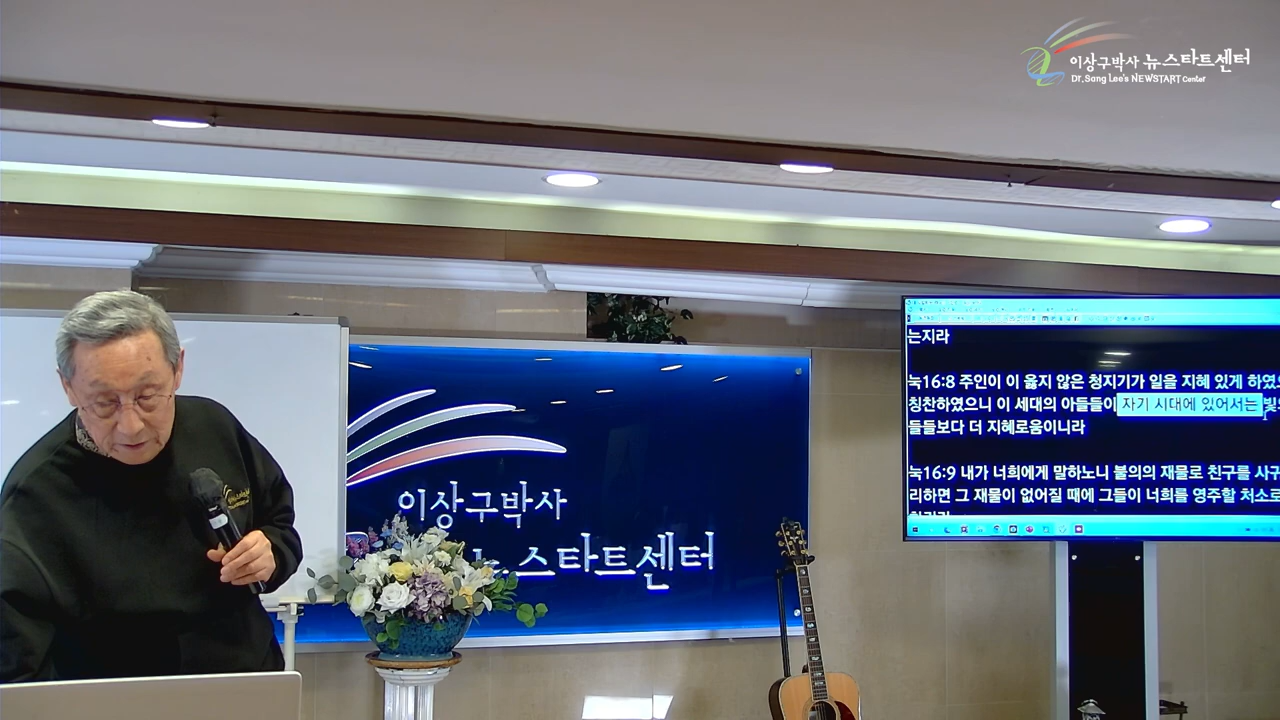 이상구박사 뉴스타트센터
Dr. Sang Lee's NEWSTART Center
는지라
눅16:8 주인이 이 옳지 않은 청지기가 일을 지혜 있게 하였
칭찬하였으니 이 세대의 아들들이 자기 시대에 있어서는 빛
들들보다 더 지혜로움이니라
눅16:9 내가 너희에게 말하노니 불의의 재물로 친구를 사귀
리하면 그 재물이 없어질 때에 그들이 너희를 영주할 처소로
이상구박사
뉴스타트센터